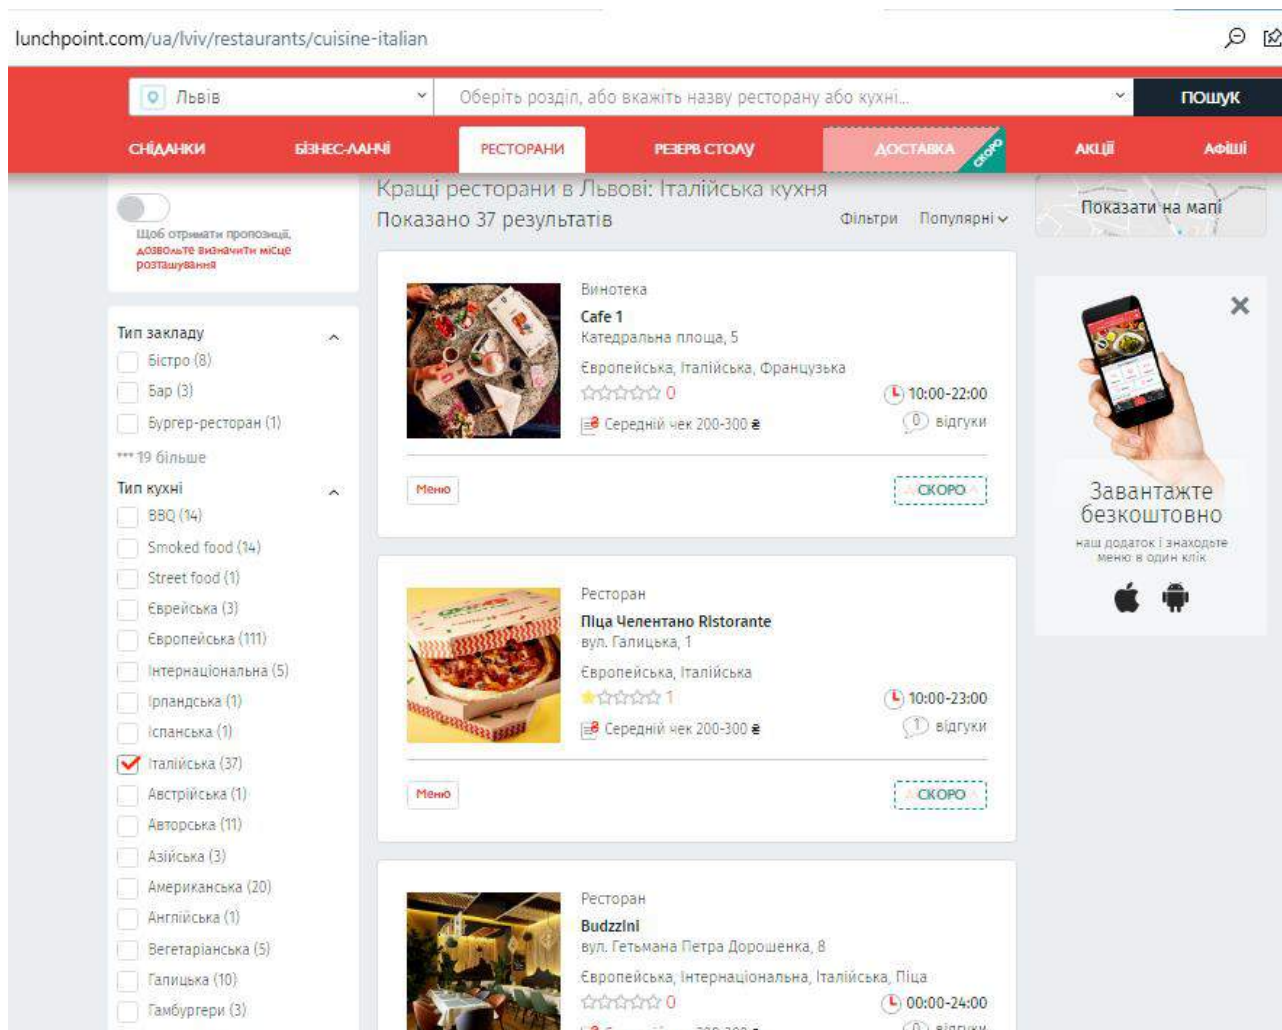 lunchpoint.com/ua/lviv/restaurants/cuisine-italian
Львів
Оберіть розділ, або вкажіть назву ресторану або кухні...
ПОШУК
СНІДАНКИ
БІЗНЕС-ЛАНЧІ
РЕСТОРАНИ
РЕЗЕРВ СТОЛУ
ДОСТАВКА
СКОРО
АКЦІЇ
АФІШІ
Щоб отримати пропозиції,
дозвольте визначити місце
розташування
Тип закладу
Бістро (8)
Бар (3)
Бургер-ресторан (1)
*** 19 більше
Тип кухні
BBQ (14)
Smoked food (14)
Street food (1)
Єврейська (3)
Європейська (111)
Інтернаціональна (5)
Ірландська (1)
Іспанська (1)
Італійська (37)
Австрійська (1)
Авторська (11)
Азійська (3)
Американська (20)
Англійська (1)
Вегетаріанська (5)
Галицька (10)
Гамбургери (3)
Кращі ресторани в Львові: Італійська кухня
Показано 37 результатів
Фільтри
Популярні
Винотека
Cafe 1
Катедральна площа, 5
Європейська, Італійська, Французька
0
10:00-22:00
Середній чек 200-300 ₴
0 відгуки
Меню
СКОРО
Ресторан
Піца Челентано Ristorante
вул. Галицька, 1
Європейська, Італійська
1
10:00-23:00
Середній чек 200-300 ₴
1 відгуки
Меню
СКОРО
Ресторан
Budzzini
вул. Гетьмана Петра Дорошенка, 8
Європейська, Інтернаціональна, Італійська, Піца
0
00:00-24:00
Показати на мапі
Завантажте
безкоштовно
наш додаток і знаходьте
меню в один клік